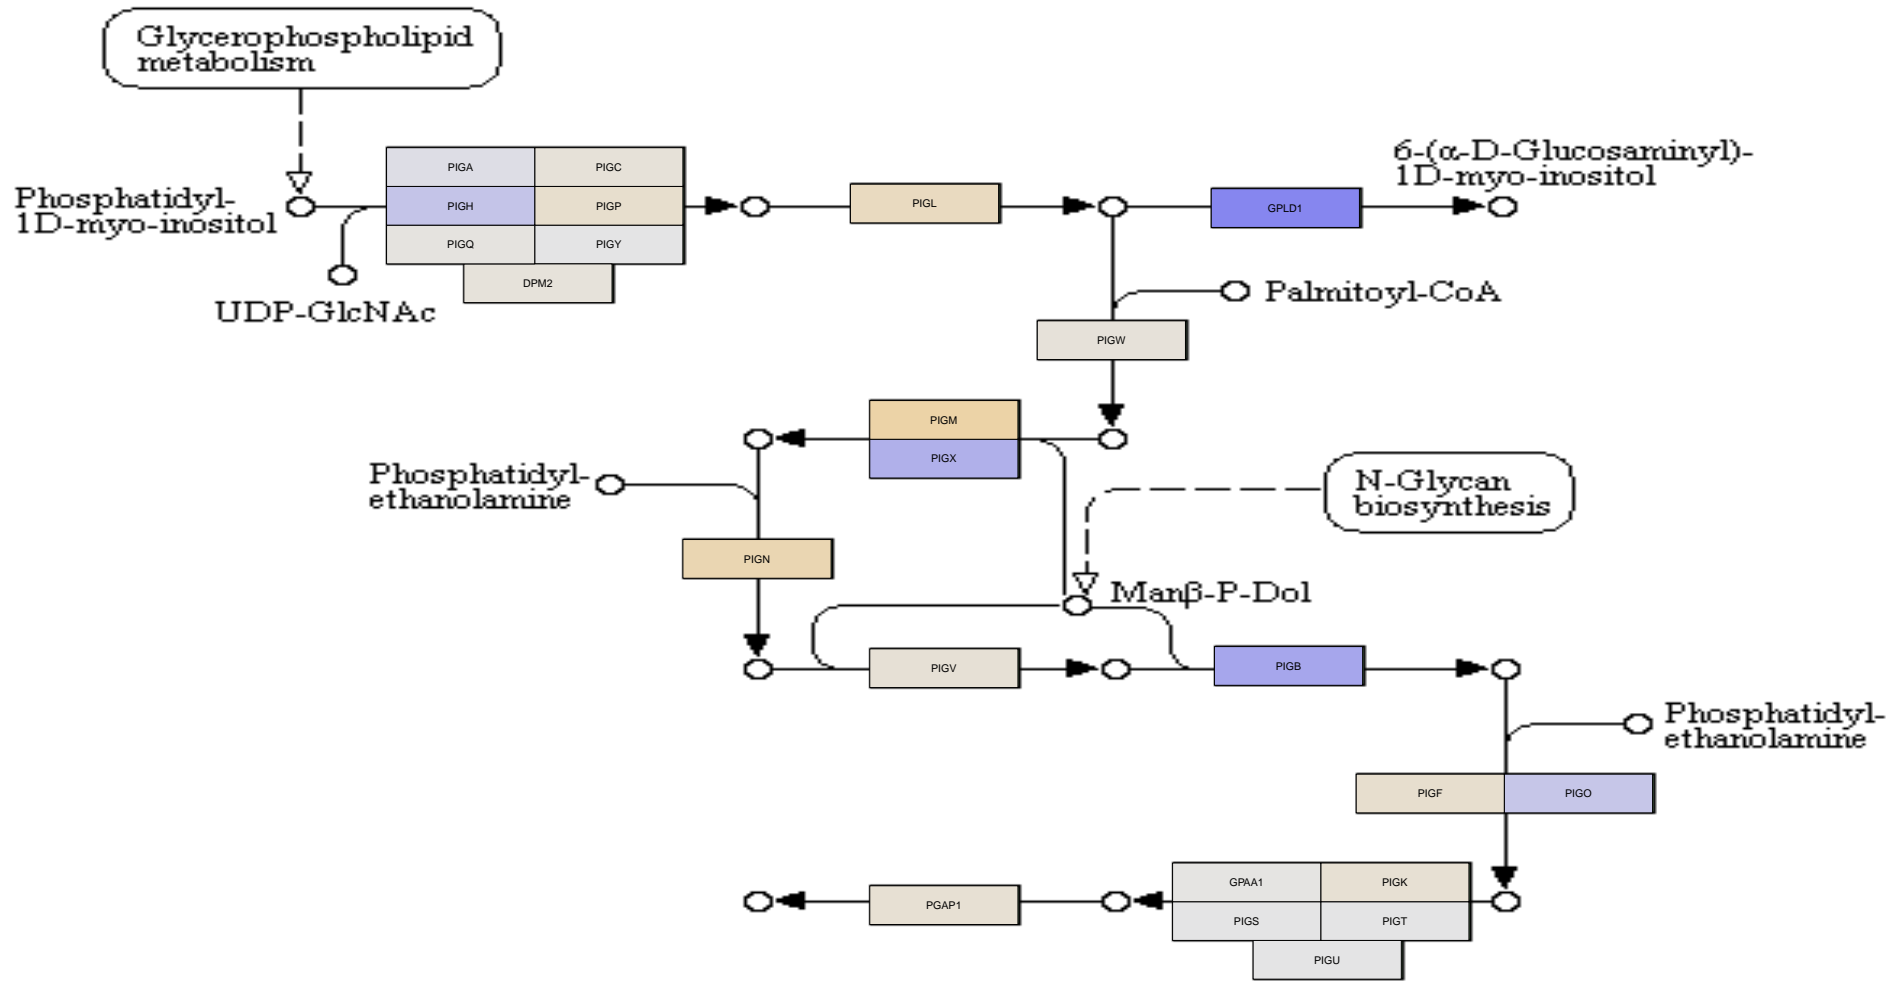 Glycerophospholipid
metabolism
Phosphatidyl-
1D-myo-inositol
UDP-GlcNAc
PIGA
PIGC
PIGH
PIGP
PIGQ
PIGY
DPM2
PIGL
GPLD1
6-(α-D-Glucosaminyl)-
1D-myo-inositol
Palmitoyl-CoA
PIGW
PIGM
PIGX
Phosphatidyl-
ethanolamine
N-Glycan
biosynthesis
PIGN
Manβ-P-Dol
PIGV
PIGB
Phosphatidyl-
ethanolamine
PIGF
PIGO
GPAA1
PIGK
PGAP1
PIGS
PIGT
PIGU